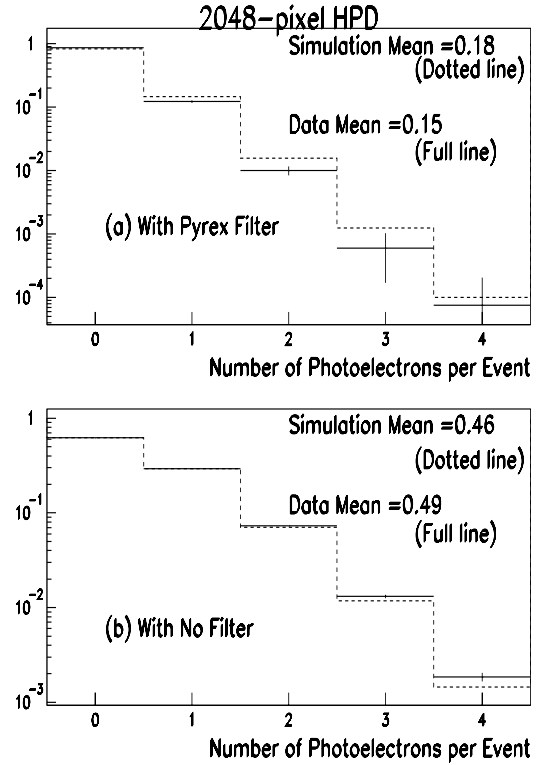 2048-pixel HPD
Simulation Mean =0.18
(Dotted line)
Data Mean =0.15
(Full line)
(a) With Pyrex Filter
1
10^-1
10^-2
10^-3
10^-4
0 1 2 3 4
Number of Photoelectrons per Event
Simulation Mean =0.46
(Dotted line)
Data Mean =0.49
(Full line)
(b) With No Filter
1
10^-1
10^-2
10^-3
0 1 2 3 4
Number of Photoelectrons per Event